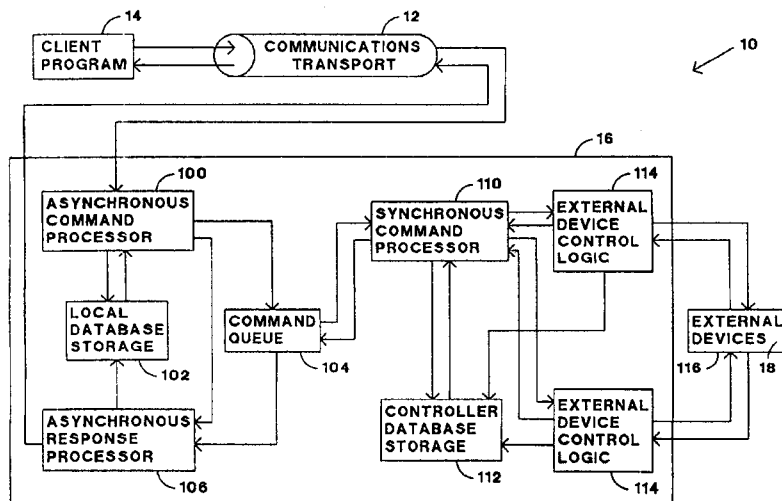 14
CLIENT
PROGRAM
12
COMMUNICATIONS
TRANSPORT
10
16
100
ASYNCHRONOUS
COMMAND
PROCESSOR
110
SYNCHRONOUS
COMMAND
PROCESSOR
114
EXTERNAL
DEVICE
CONTROL
LOGIC
LOCAL
DATABASE
STORAGE
102
COMMAND
QUEUE
104
EXTERNAL
DEVICES
116
18
ASYNCHRONOUS
RESPONSE
PROCESSOR
106
CONTROLLER
DATABASE
STORAGE
112
EXTERNAL
DEVICE
CONTROL
LOGIC
114